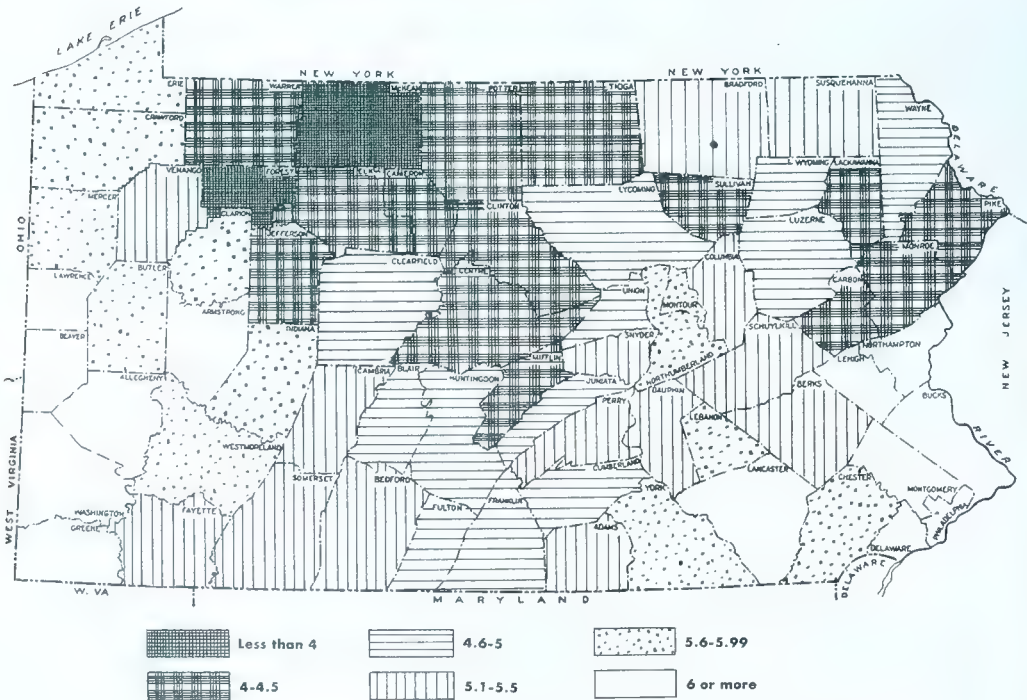 LAKE ERIE
NEW YORK
NEW YORK
ERIE
WARREN
McKEAN
POTTER
TIOGA
BRADFORD
SUSQUEHANNA
WAYNE
CRAWFORD
DELAWARE
VENANGO
FOREST
ELK
CAMERON
WYOMING
LACKAWANNA
MERCER
CLARION
JEFFERSON
CLINTON
LYCOMING
SULLIVAN
PIKE
OHIO
LUZERNE
MONROE
LAWRENCE
BUTLER
CLEARFIELD
CENTRE
COLUMBIA
CARBON
ARMSTRONG
UNION
MONTOUR
BEAVER
INDIANA
SNYDER
SCHUYLKILL
NORTHAMPTON
NEW JERSEY
ALLEGHENY
CAMBRIA
BLAIR
HUNTINGDON
MIFFLIN
JUNIATA
NORTHUMBERLAND
LEHIGH
PERRY
DAUPHIN
BERKS
BUCKS
RIVER
WESTMORELAND
LEBANON
WEST VIRGINIA
SOMERSET
BEDFORD
CUMBERLAND
LANCASTER
CHESTER
MONTGOMERY
WASHINGTON
FAYETTE
FULTON
FRANKLIN
YORK
PHILADELPHIA
GREENE
ADAMS
DELAWARE
W. VA
MARYLAND
DELAWARE
Less than 4
4.6-5
5.6-5.99
4-4.5
5.1-5.5
6 or more